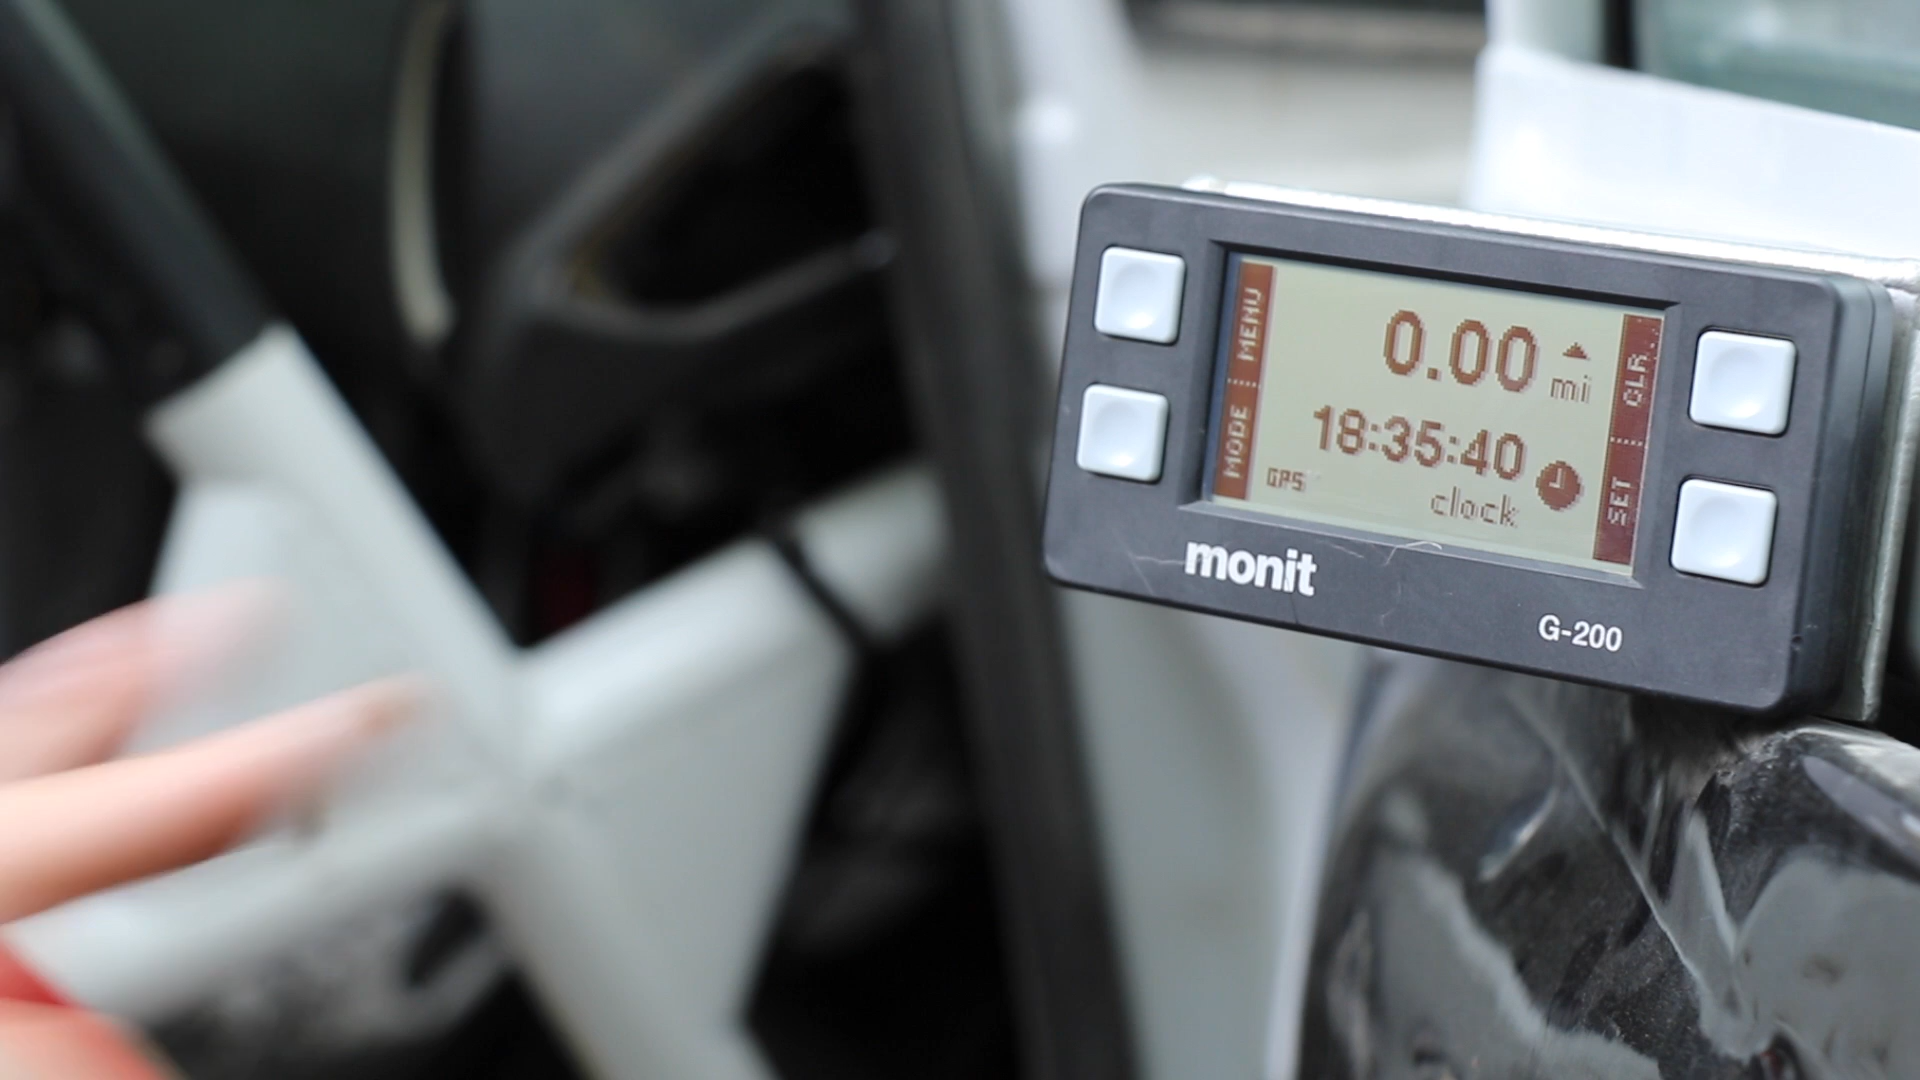 MENU
MODE
0.00 mi
18:35:40
GPS
clock
CLR
SET
monit
G-200